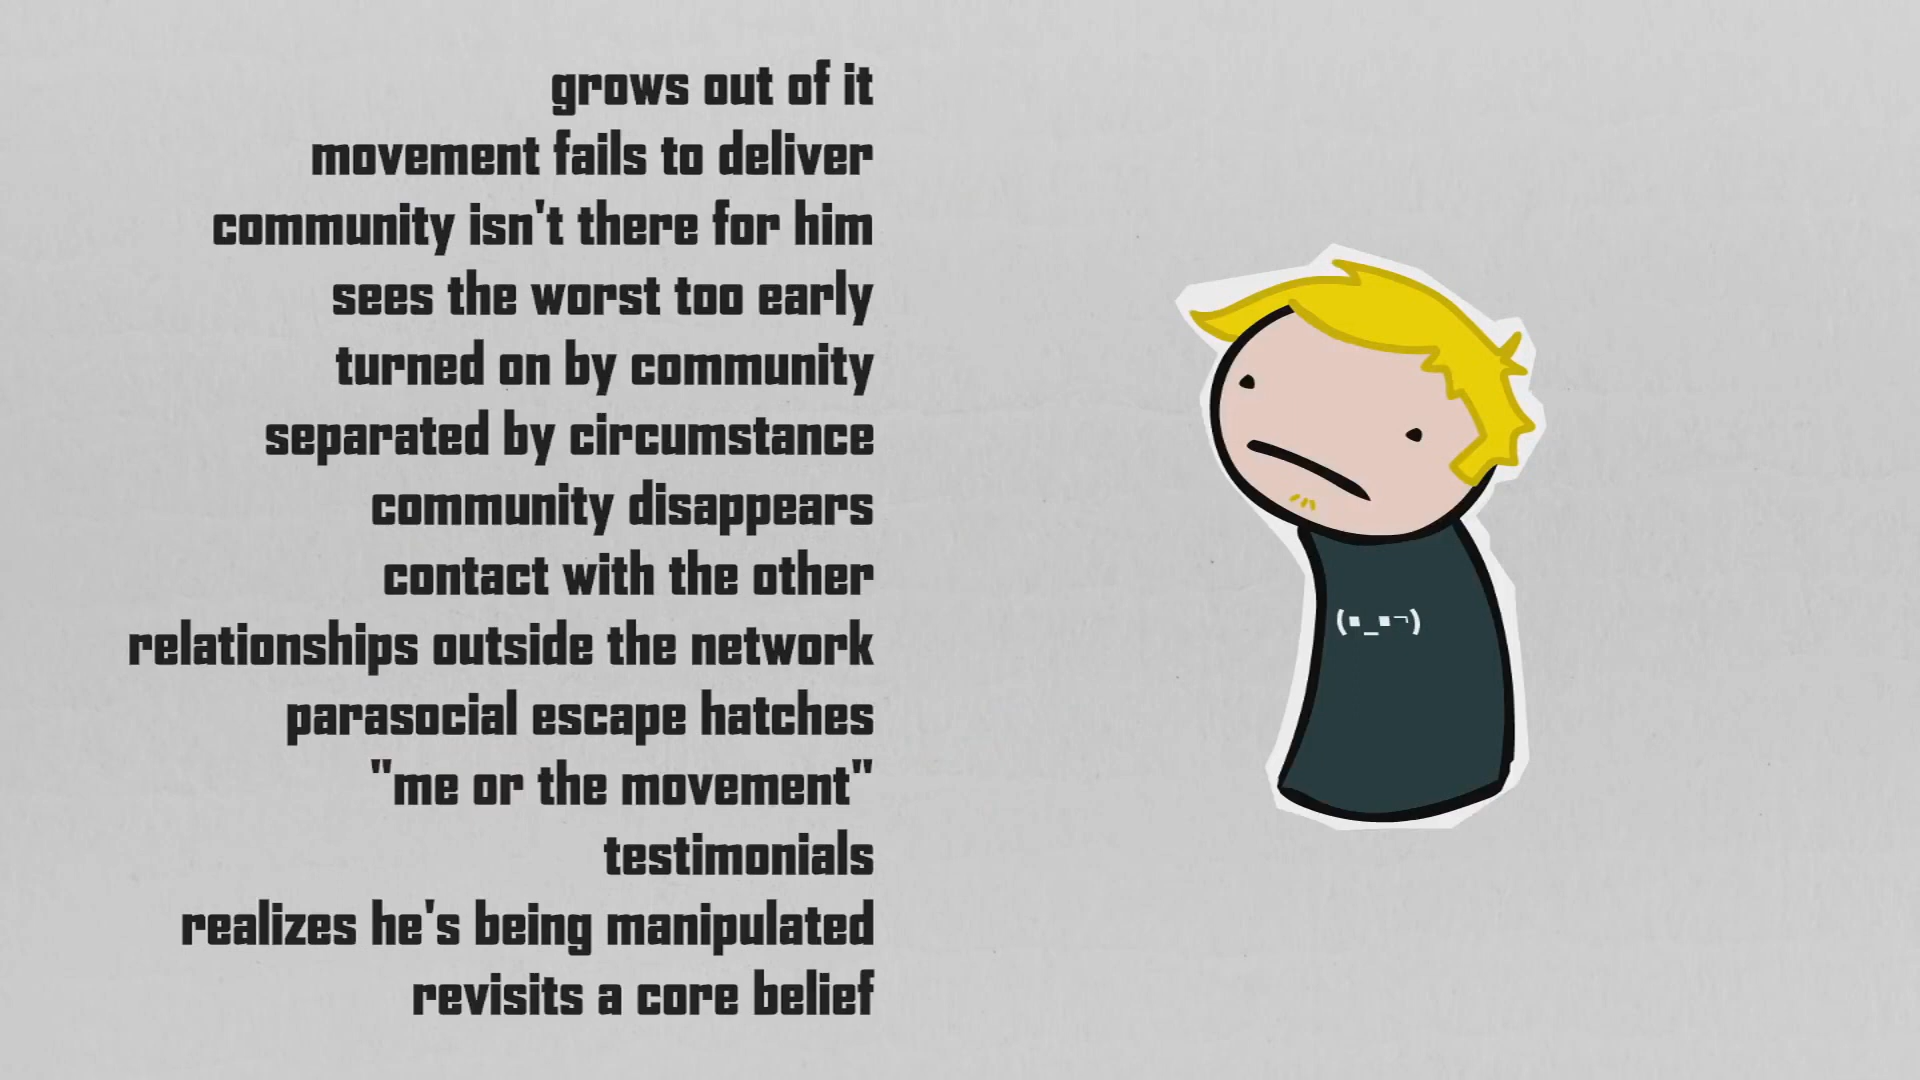 grows out of it
movement fails to deliver
community isn't there for him
sees the worst too early
turned on by community
separated by circumstance
community disappears
contact with the other
relationships outside the network
parasocial escape hatches
"me or the movement"
testimonials
realizes he's being manipulated
revisits a core belief
(▪_▪¬)